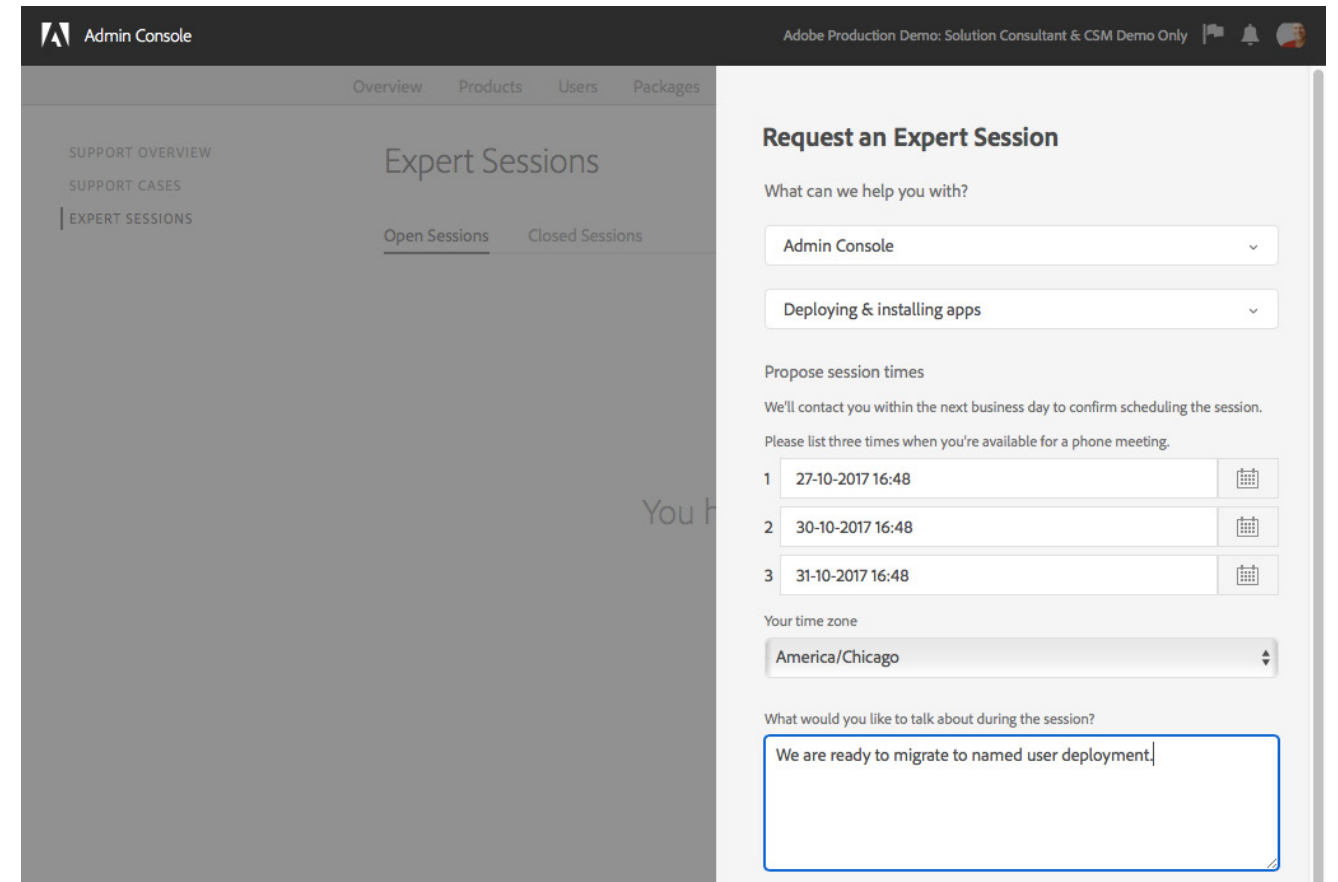 Admin Console
Adobe Production Demo: Solution Consultant & CSM Demo Only
Overview Products Users Packages
SUPPORT OVERVIEW
SUPPORT CASES
EXPERT SESSIONS
Expert Sessions
Open Sessions Closed Sessions
You h
Request an Expert Session
What can we help you with?
Admin Console
Deploying & installing apps
Propose session times
We'll contact you within the next business day to confirm scheduling the session.
Please list three times when you're available for a phone meeting.
1 27-10-2017 16:48
2 30-10-2017 16:48
3 31-10-2017 16:48
Your time zone
America/Chicago
What would you like to talk about during the session?
We are ready to migrate to named user deployment.